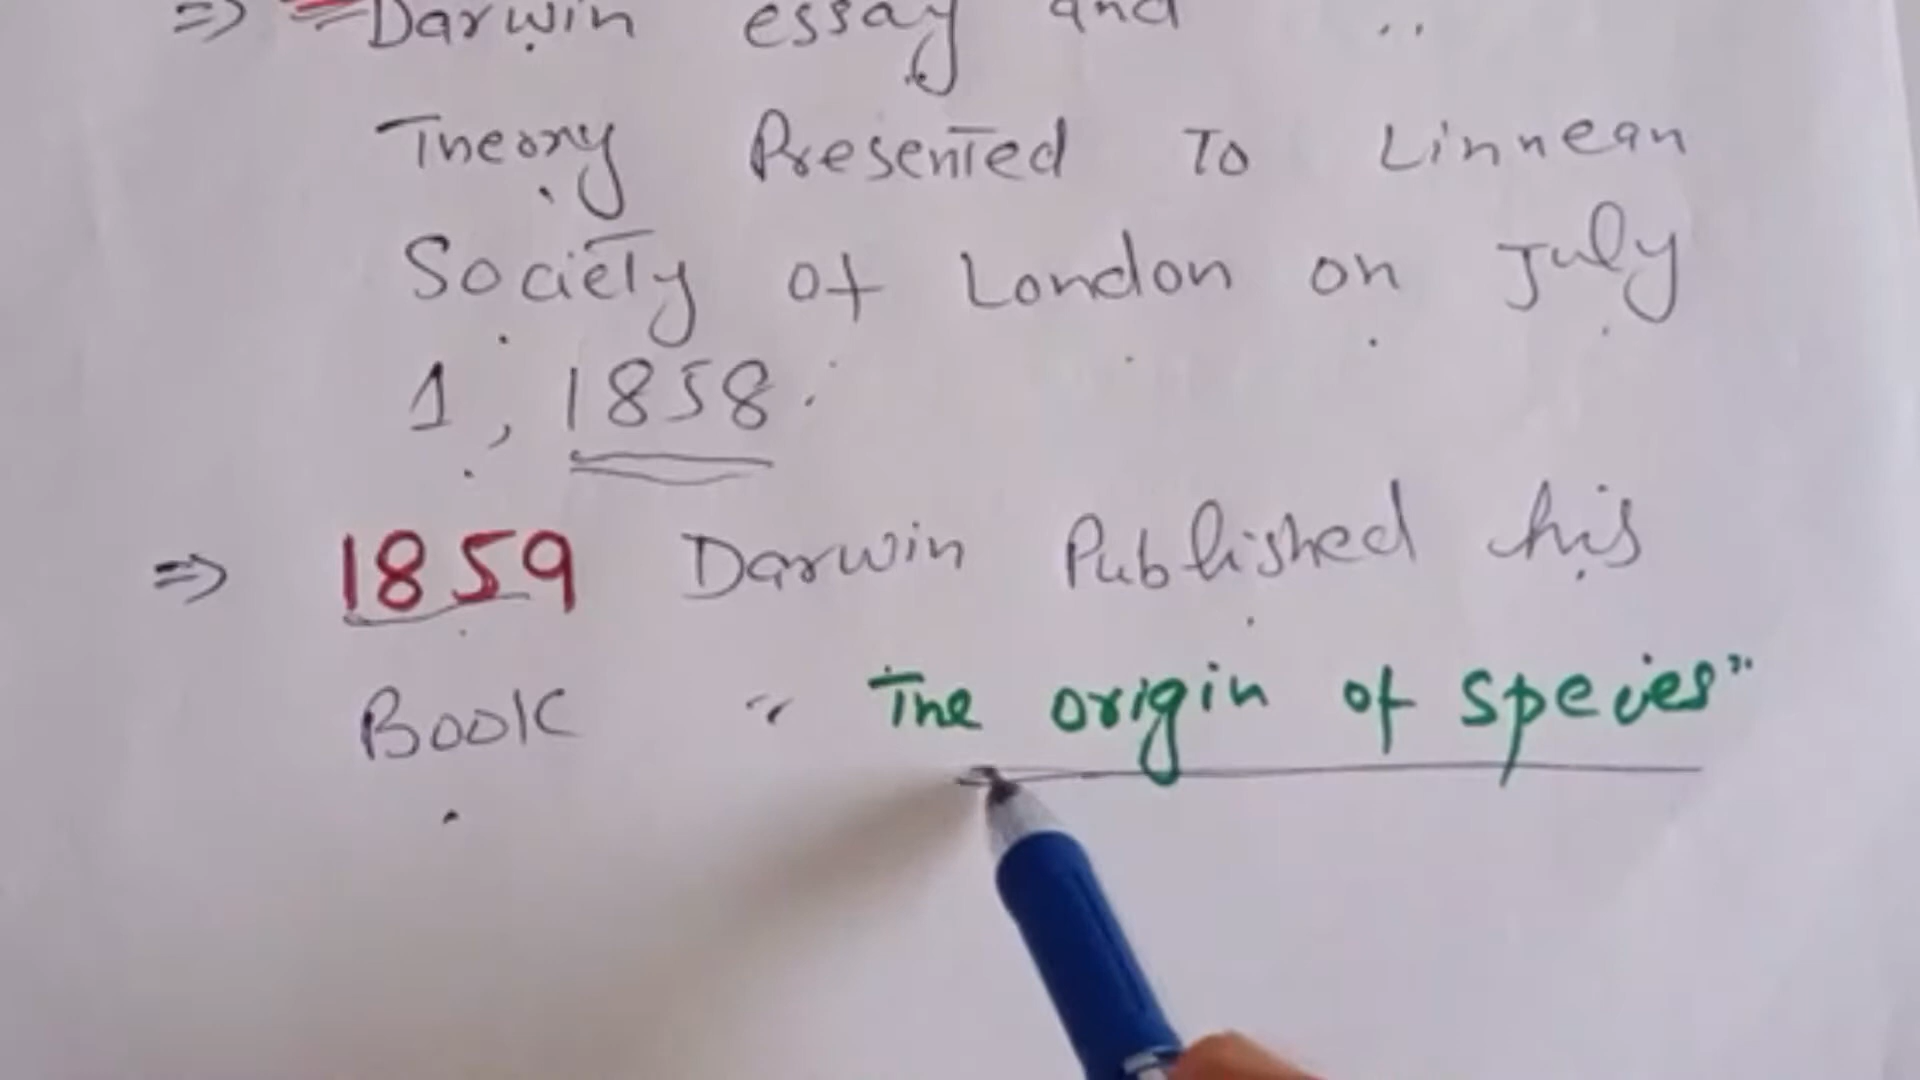 ⇒ Darwin essay and
Theory Presented To Linnean
Society of London on July
1, 1858.
⇒ 1859 Darwin Published his
Book "The origin of species"